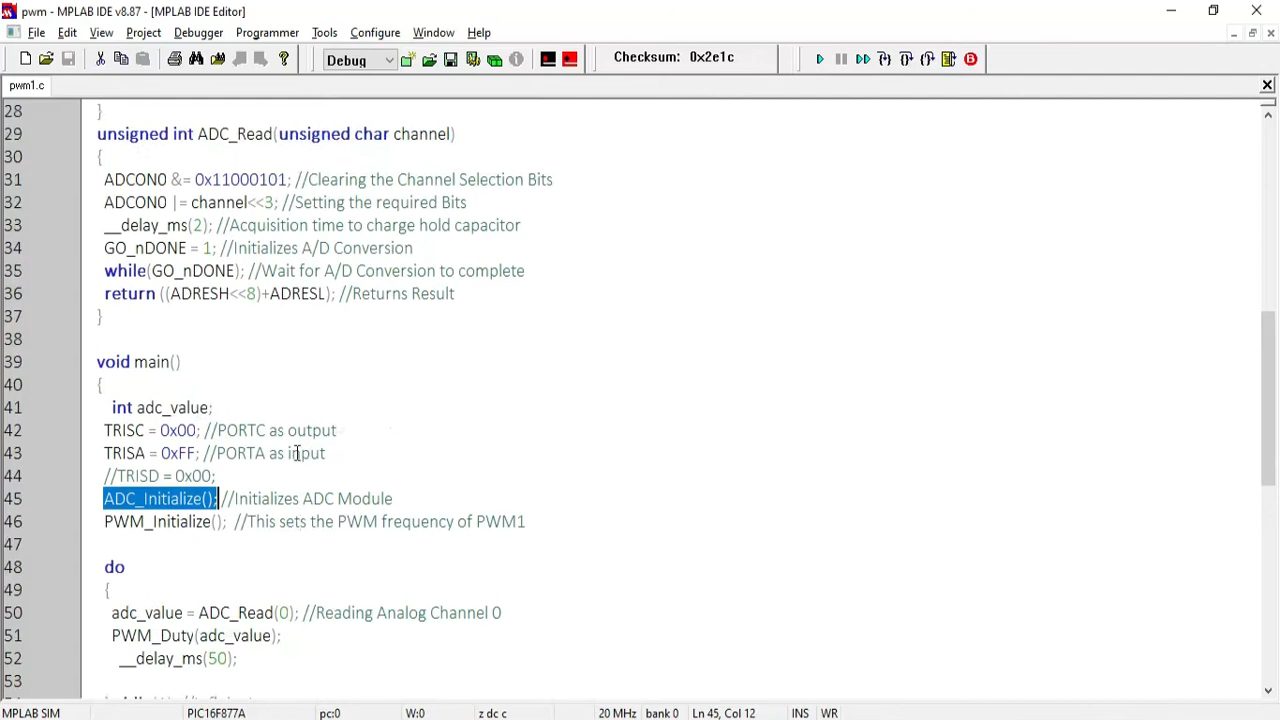 pwm - MPLAB IDE v8.87 - [MPLAB IDE Editor]
File Edit View Project Debugger Programmer Tools Configure Window Help
Debug Checksum: 0x2e1c
pwm1.c
28 }
29 unsigned int ADC_Read(unsigned char channel)
30 {
31 ADCON0 &= 0x11000101; //Clearing the Channel Selection Bits
32 ADCON0 |= channel<<3; //Setting the required Bits
33 __delay_ms(2); //Acquisition time to charge hold capacitor
34 GO_nDONE = 1; //Initializes A/D Conversion
35 while(GO_nDONE); //Wait for A/D Conversion to complete
36 return ((ADRESH<<8)+ADRESL); //Returns Result
37 }
38
39 void main()
40 {
41 int adc_value;
42 TRISC = 0x00; //PORTC as output
43 TRISA = 0xFF; //PORTA as input
44 //TRISD = 0x00;
45 ADC_Initialize(); //Initializes ADC Module
46 PWM_Initialize(); //This sets the PWM frequency of PWM1
47
48 do
49 {
50 adc_value = ADC_Read(0); //Reading Analog Channel 0
51 PWM_Duty(adc_value);
52 __delay_ms(50);
53
MPLAB SIM PIC16F877A pc:0 W:0 z dc c 20 MHz bank 0 Ln 45, Col 12 INS WR